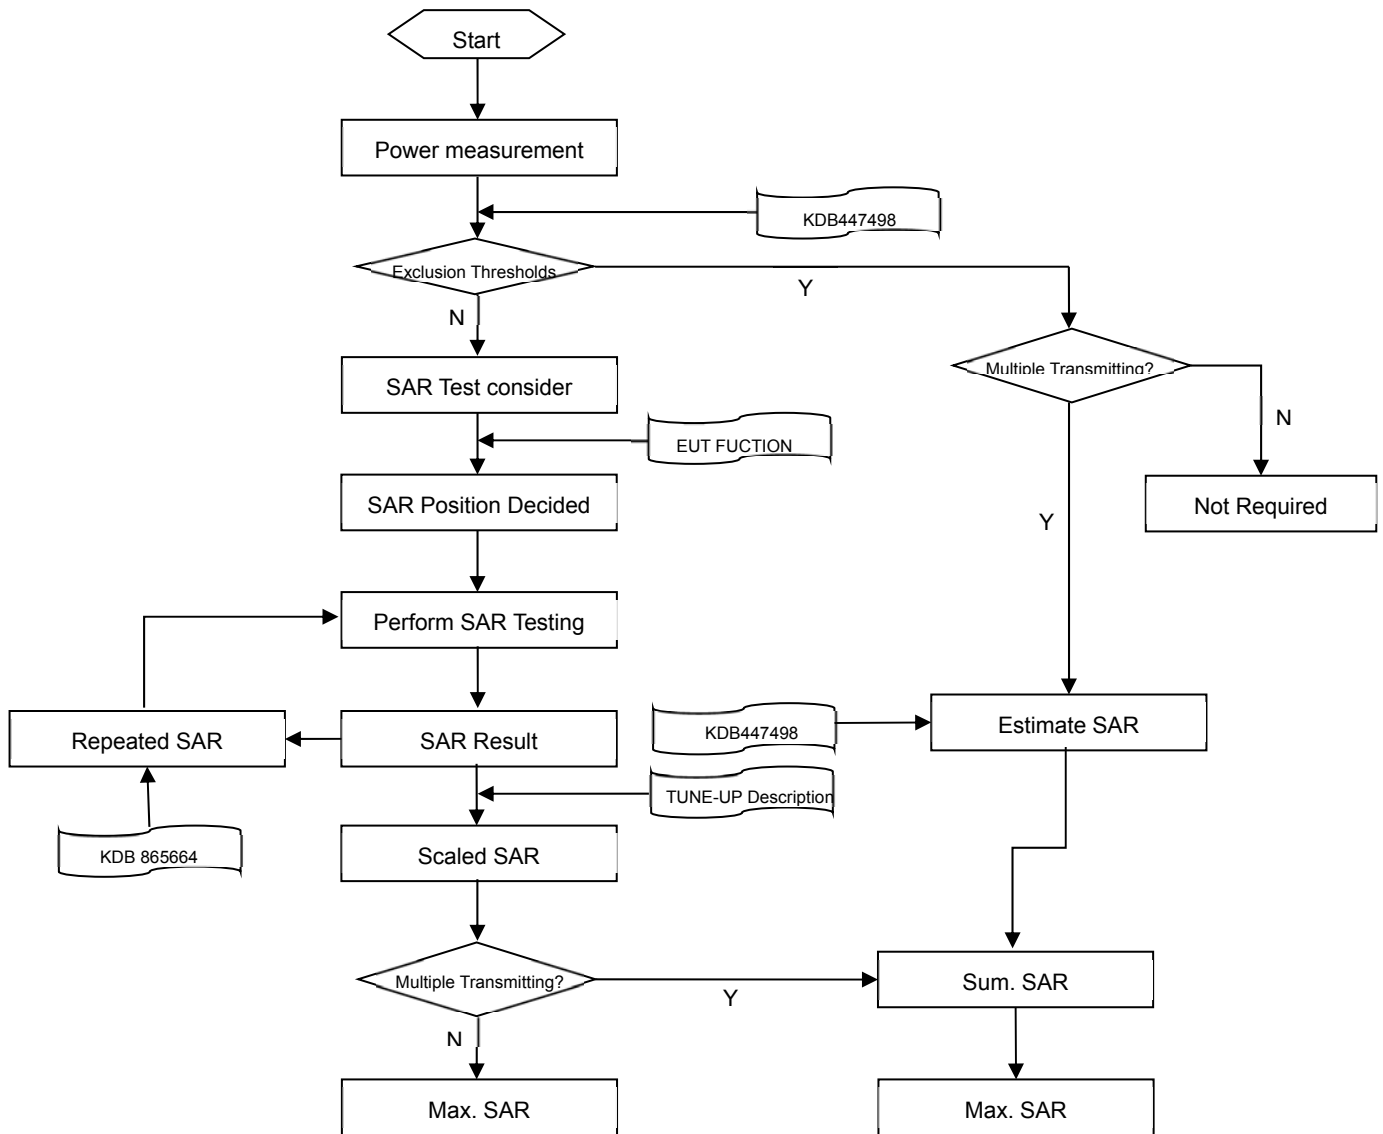 Start
Power measurement
KDB447498
Exclusion Thresholds
Y
N
Multiple Transmitting?
SAR Test consider
N
EUT FUCTION
SAR Position Decided
Not Required
Y
Perform SAR Testing
Repeated SAR
SAR Result
KDB447498
Estimate SAR
TUNE-UP Description
KDB 865664
Scaled SAR
Multiple Transmitting?
Y
Sum. SAR
N
Max. SAR
Max. SAR